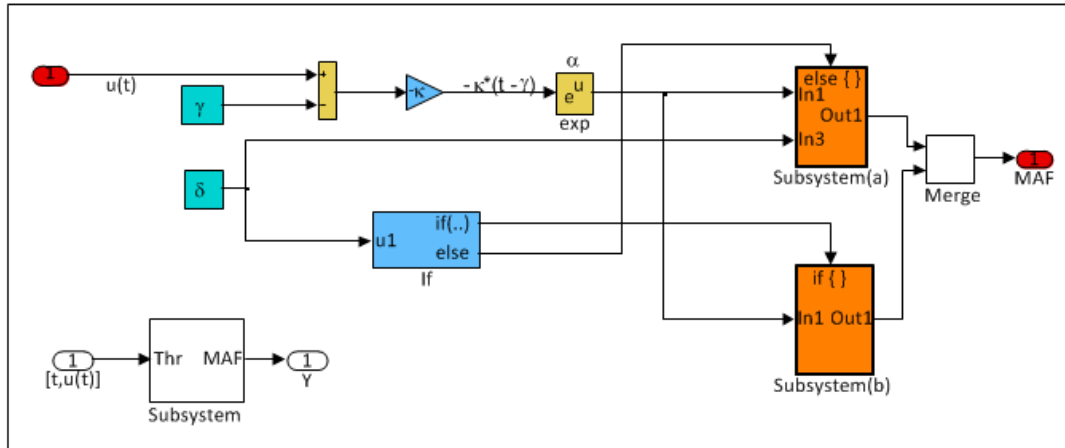 1
u(t)
γ
+
−
-κ
-κ*(t - γ)
α
e^u
exp
else { }
In1
Out1
In3
Subsystem(a)
δ
u1
if(..)
else
If
Merge
1
MAF
if { }
In1 Out1
Subsystem(b)
1
[t,u(t)]
Thr MAF
Subsystem
1
Y